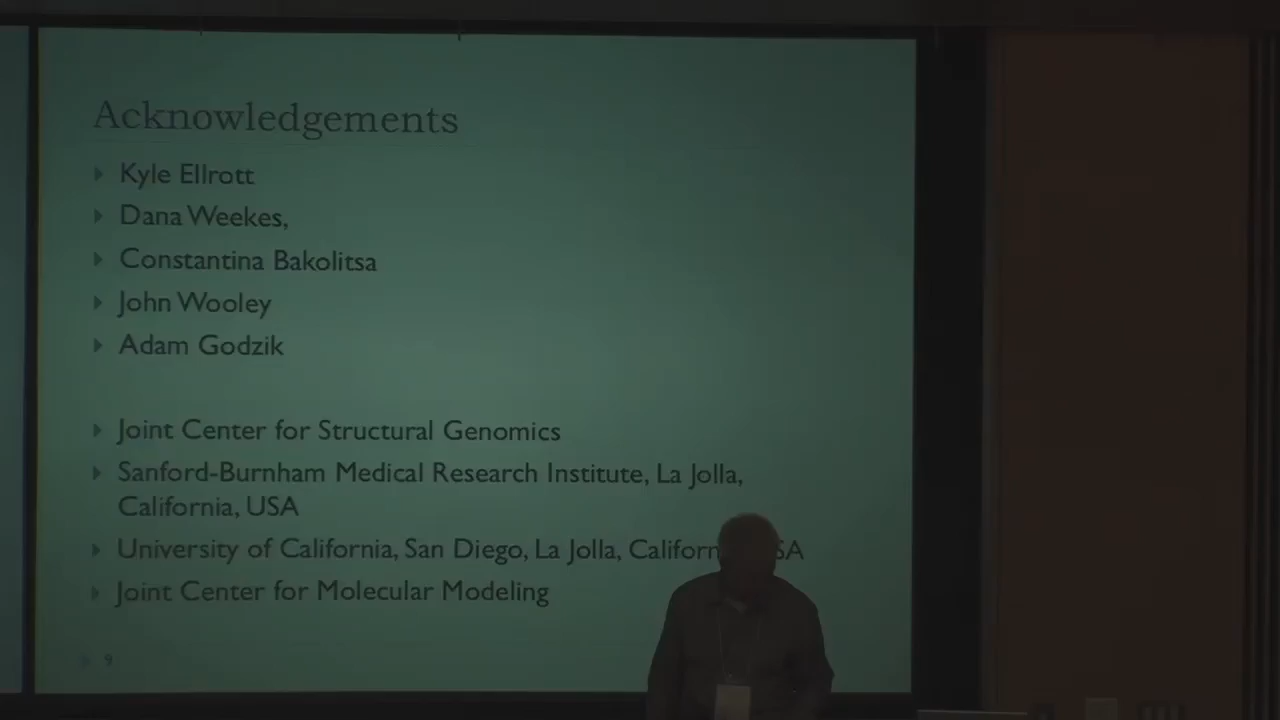 Acknowledgements
Kyle Ellrott
Dana Weekes,
Constantina Bakolitsa
John Wooley
Adam Godzik
Joint Center for Structural Genomics
Sanford-Burnham Medical Research Institute, La Jolla,
California, USA
University of California, San Diego, La Jolla, Californ SA
Joint Center for Molecular Modeling
9